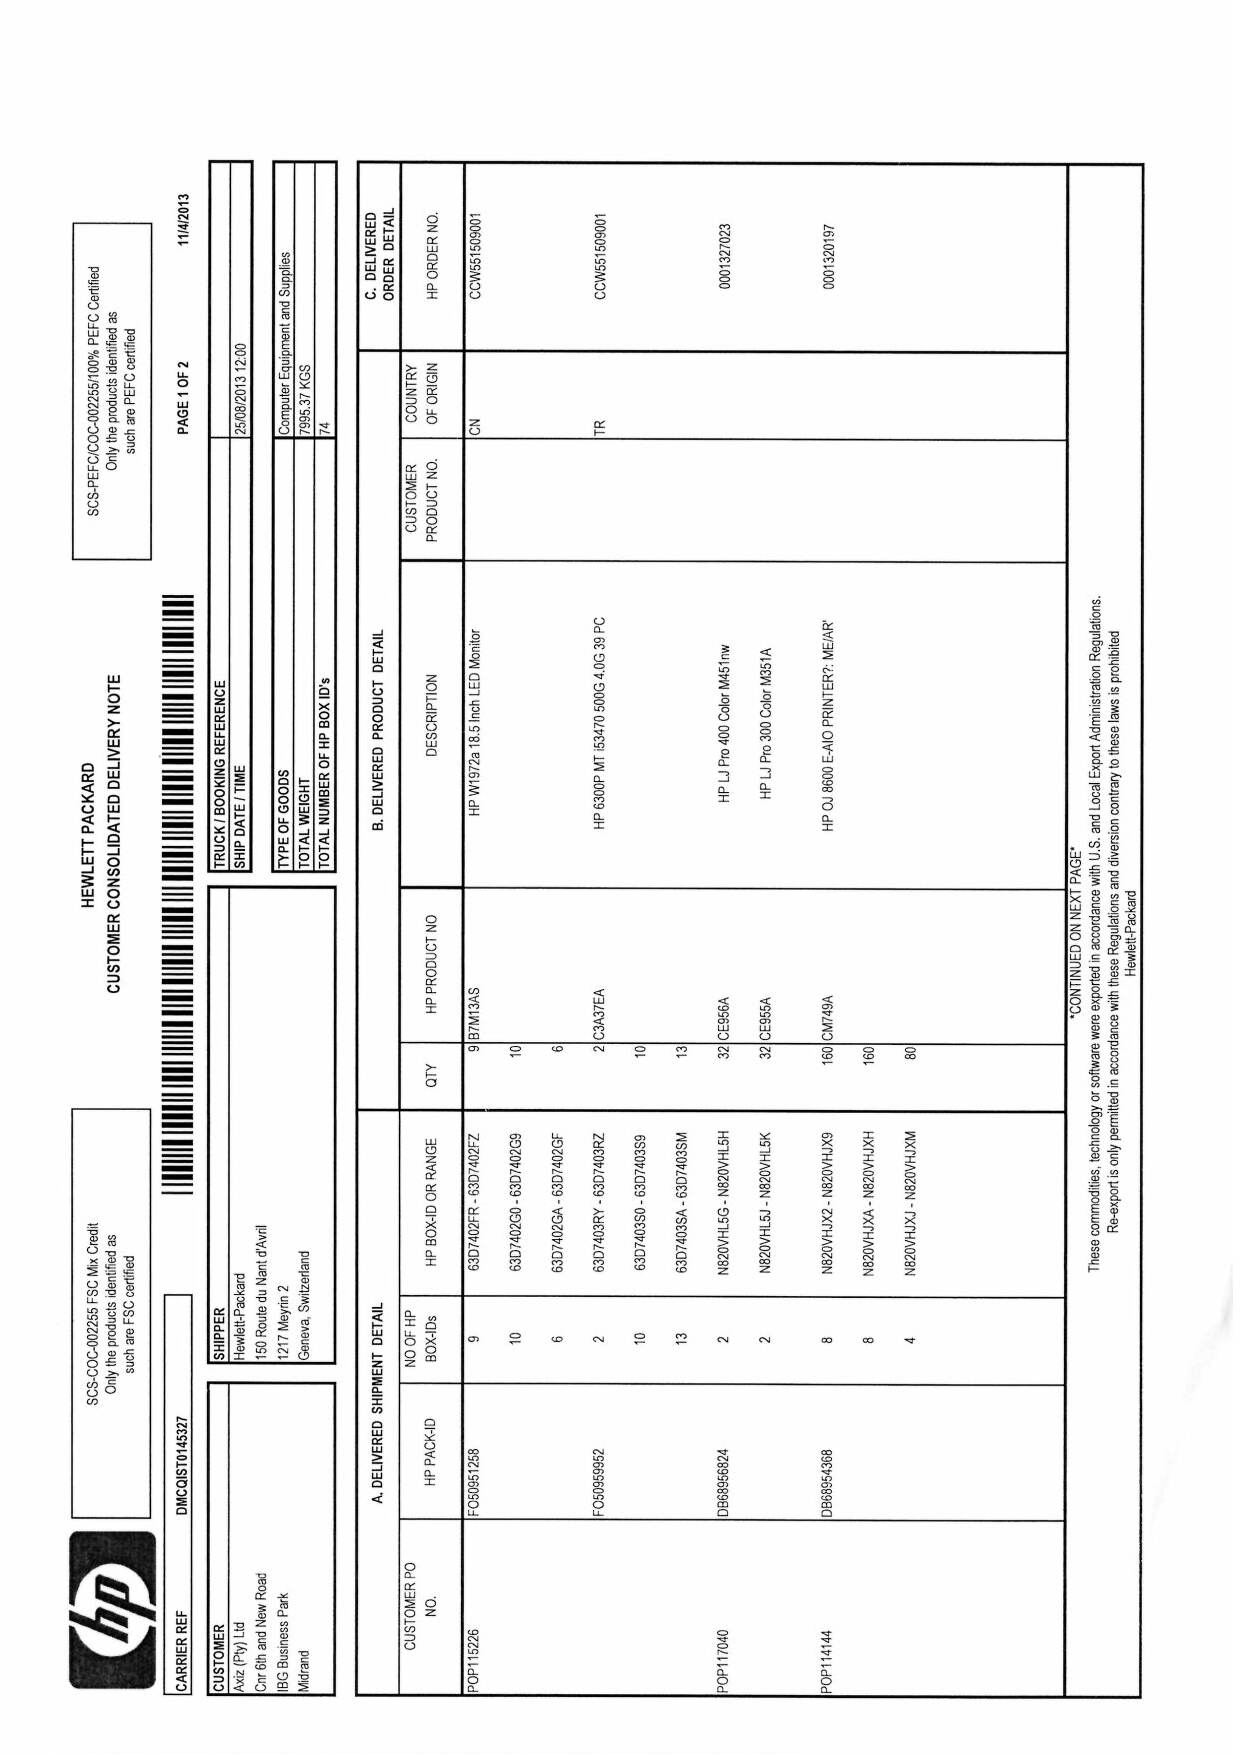 hp
SCS-COC-002255 FSC Mix Credit
Only the products identified as
such are FSC certified
HEWLETT PACKARD
CUSTOMER CONSOLIDATED DELIVERY NOTE
SCS-PEFC/COC-002255/100% PEFC Certified
Only the products identified as
such are PEFC certified
CARRIER REF DMCQIST0145327
PAGE 1 OF 2 11/4/2013
CUSTOMER
Axiz (Pty) Ltd
Cnr 6th and New Road
IBG Business Park
Midrand
SHIPPER
Hewlett-Packard
150 Route du Nant d'Avril
1217 Meyrin 2
Geneva, Switzerland
TRUCK / BOOKING REFERENCE
SHIP DATE / TIME 25/08/2013 12:00
TYPE OF GOODS Computer Equipment and Supplies
TOTAL WEIGHT 7995.37 KGS
TOTAL NUMBER OF HP BOX ID's 74
A. DELIVERED SHIPMENT DETAIL B. DELIVERED PRODUCT DETAIL C. DELIVERED
ORDER DETAIL
CUSTOMER PO NO. HP PACK-ID NO OF HP BOX-IDs HP BOX-ID OR RANGE QTY HP PRODUCT NO DESCRIPTION CUSTOMER PRODUCT NO. COUNTRY OF ORIGIN HP ORDER NO.
POP115226 FO50951258 9 63D7402FR - 63D7402FZ 9 B7M13AS HP W1972a 18.5 Inch LED Monitor CN CCW551509001
10 63D7402G0 - 63D7402G9 10
6 63D7402GA - 63D7402GF 6
FO50959952 2 63D7403RY - 63D7403RZ 2 C3A37EA HP 6300P MT i53470 500G 4.0G 39 PC TR CCW551509001
10 63D7403S0 - 63D7403S9 10
13 63D7403SA - 63D7403SM 13
POP117040 DB68956824 2 N820VHL5G - N820VHL5H 32 CE956A HP LJ Pro 400 Color M451nw 0001327023
2 N820VHL5J - N820VHL5K 32 CE955A HP LJ Pro 300 Color M351A
POP114144 DB68954368 8 N820VHJX2 - N820VHJX9 160 CM749A HP OJ 8600 E-AIO PRINTER?: ME/AR' 0001320197
8 N820VHJXA - N820VHJXH 160
4 N820VHJXJ - N820VHJXM 80
*CONTINUED ON NEXT PAGE*
These commodities, technology or software were exported in accordance with U.S. and Local Export Administration Regulations.
Re-export is only permitted in accordance with these Regulations and diversion contrary to these laws is prohibited
Hewlett-Packard